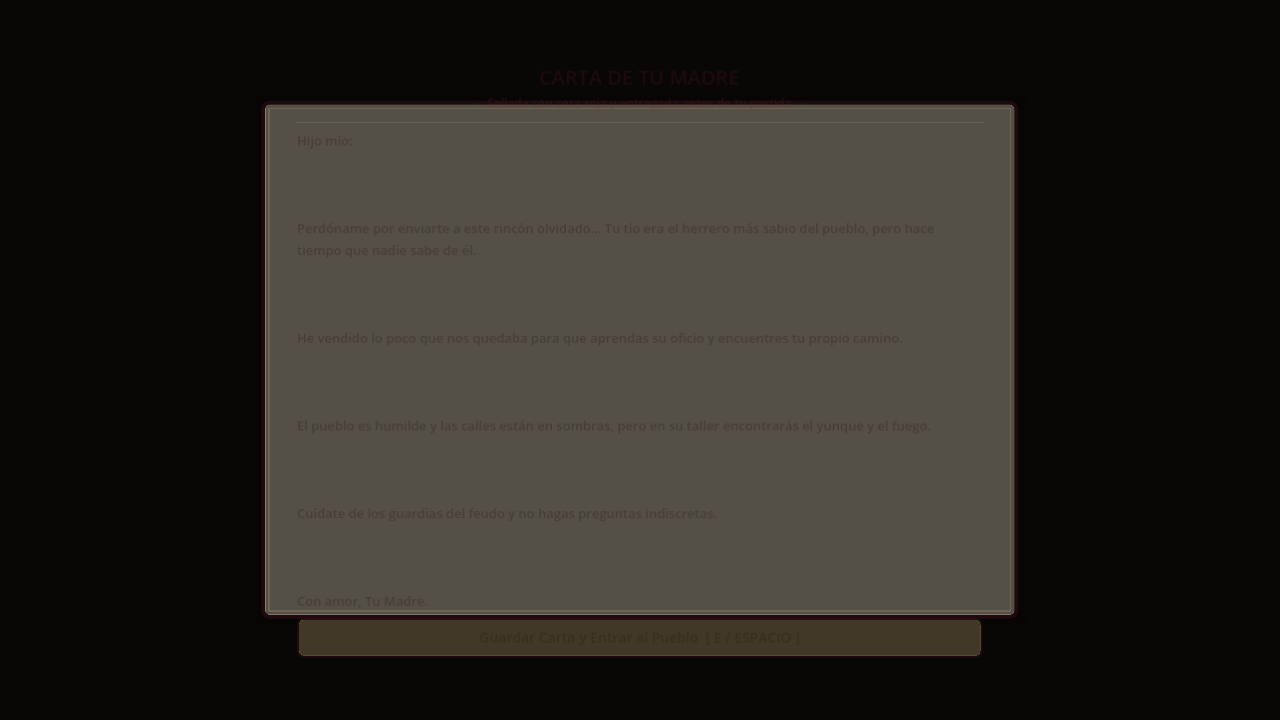 CARTA DE TU MADRE
Hijo mío:
Perdóname por enviarte a este rincón olvidado... Tu tío era el herrero más sabio del pueblo, pero hace
tiempo que nadie sabe de él.
He vendido lo poco que nos quedaba para que aprendas su oficio y encuentres tu propio camino.
El pueblo es humilde y las calles están en sombras, pero en su taller encontrarás el yunque y el fuego.
Cuídate de los guardias del feudo y no hagas preguntas indiscretas.
Con amor, Tu Madre.
Guardar Carta y Entrar al Pueblo [ E / ESPACIO ]